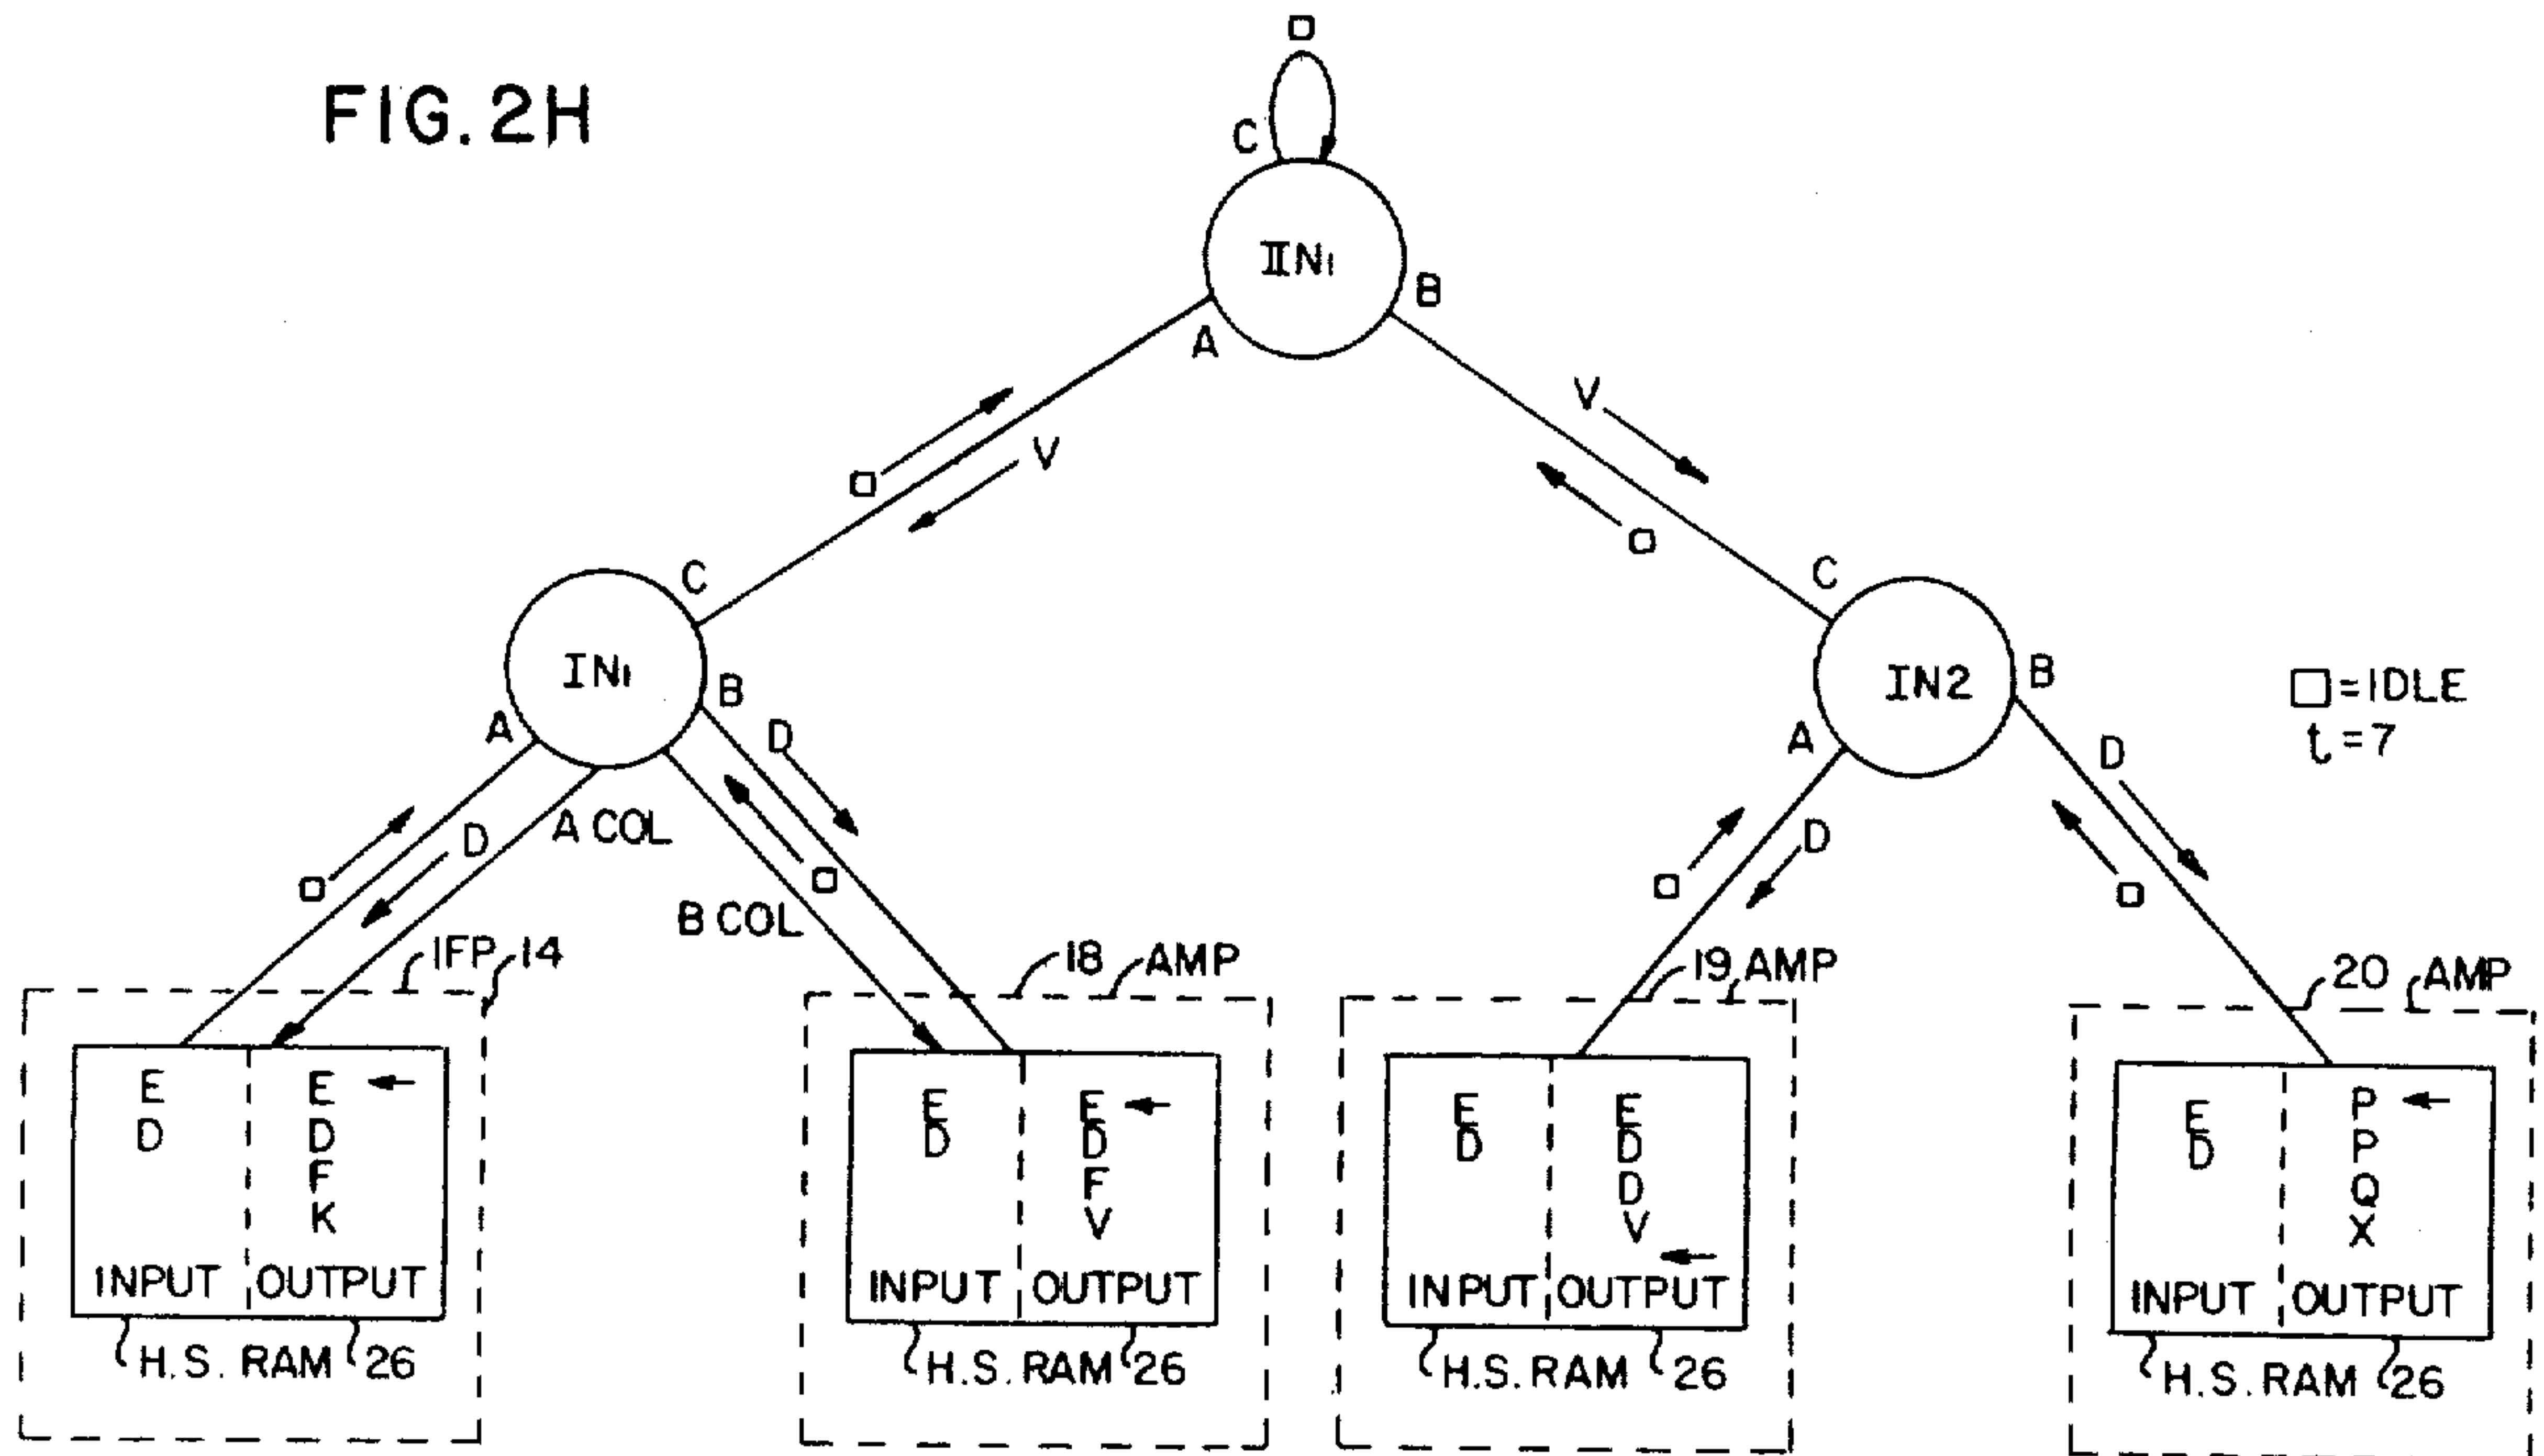 FIG. 2H
C
IIN1
B
A
V
V
C
IN1
B
A
D
D
A COL
B COL
C
IN2
B
A
D
D
□=IDLE
t=7
IFP 14
E
D
E
D
F
K
INPUT OUTPUT
H.S. RAM 26
18 AMP
E
D
E
D
F
V
INPUT OUTPUT
H.S. RAM 26
19 AMP
E
D
E
D
D
V
INPUT OUTPUT
H.S. RAM 26
20 AMP
E
D
P
P
Q
X
INPUT OUTPUT
H.S. RAM 26